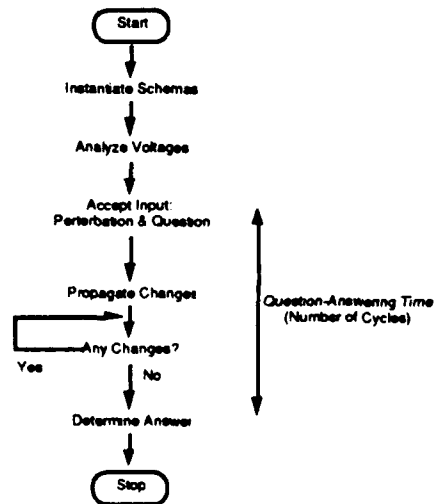 Start
Instantiate Schemas
Analyze Voltages
Accept Input:
Perterbation & Question
Propagate Changes
Question-Answering Time
(Number of Cycles)
Any Changes?
Yes
No
Determine Answer
Stop